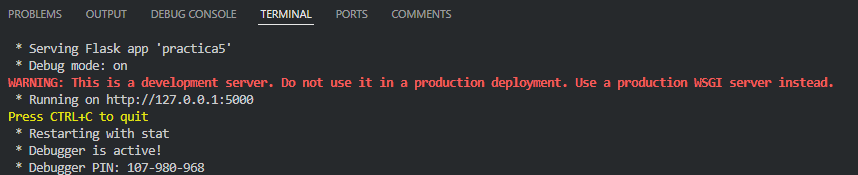 PROBLEMS OUTPUT DEBUG CONSOLE TERMINAL PORTS COMMENTS
* Serving Flask app 'practica5'
* Debug mode: on
WARNING: This is a development server. Do not use it in a production deployment. Use a production WSGI server instead.
* Running on http://127.0.0.1:5000
Press CTRL+C to quit
* Restarting with stat
* Debugger is active!
* Debugger PIN: 107-980-968